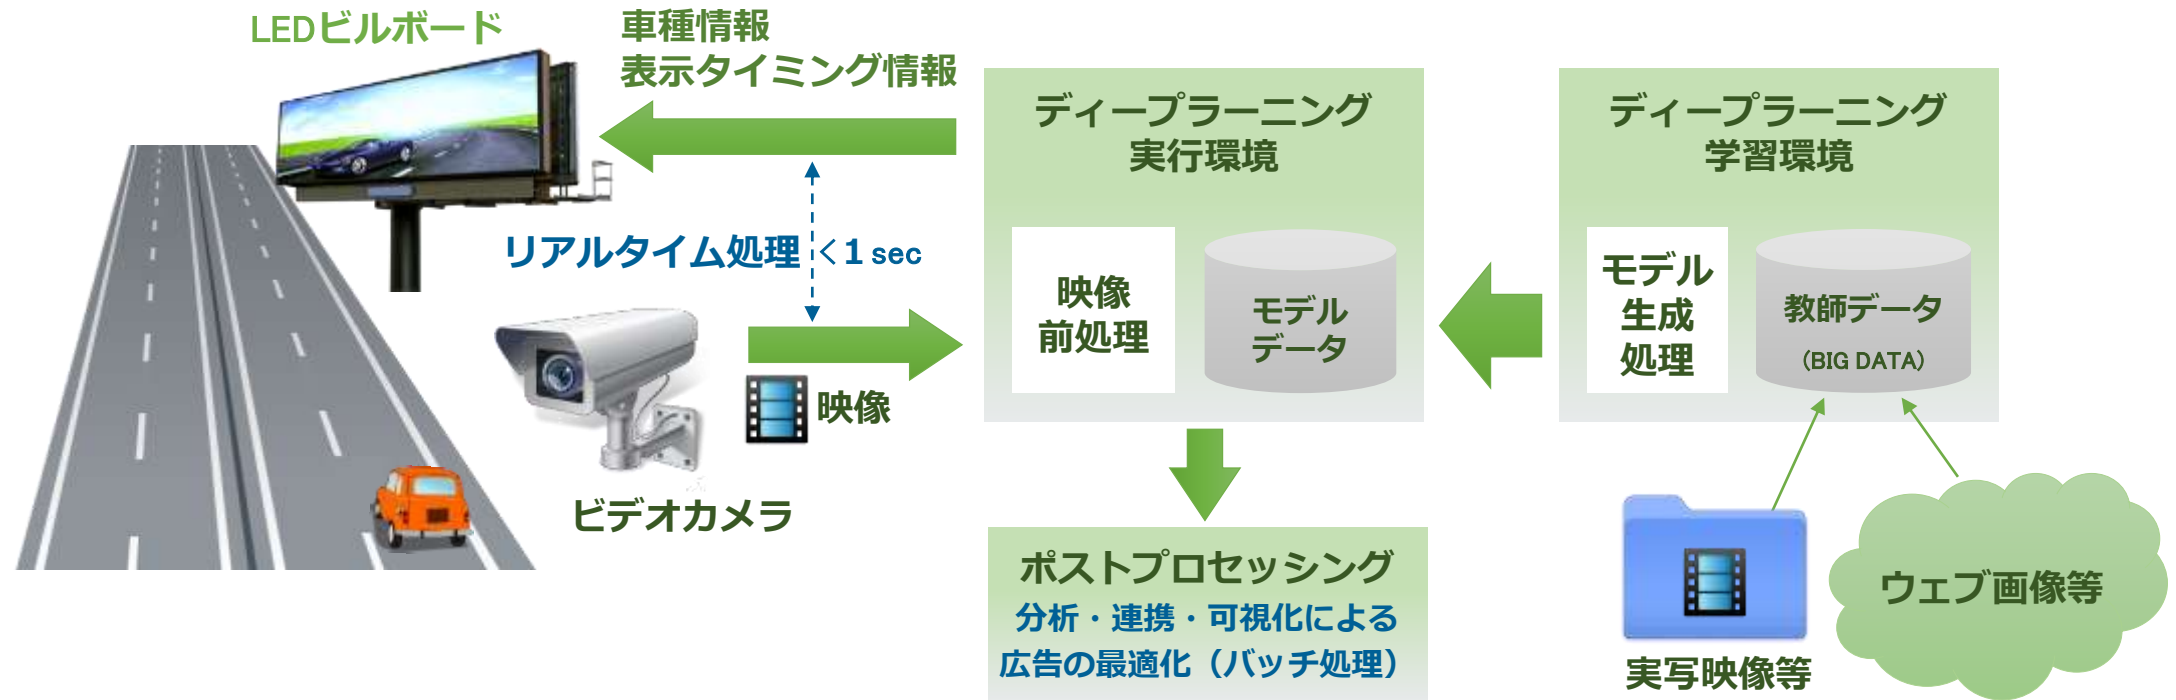 LEDビルボード
車種情報
表示タイミング情報
リアルタイム処理
<1 sec
映像
ビデオカメラ
ディープラーニング
実行環境
映像
前処理
モデル
データ
ディープラーニング
学習環境
モデル
生成
処理
教師データ
(BIG DATA)
ポストプロセッシング
分析・連携・可視化による
広告の最適化（バッチ処理）
実写映像等
ウェブ画像等